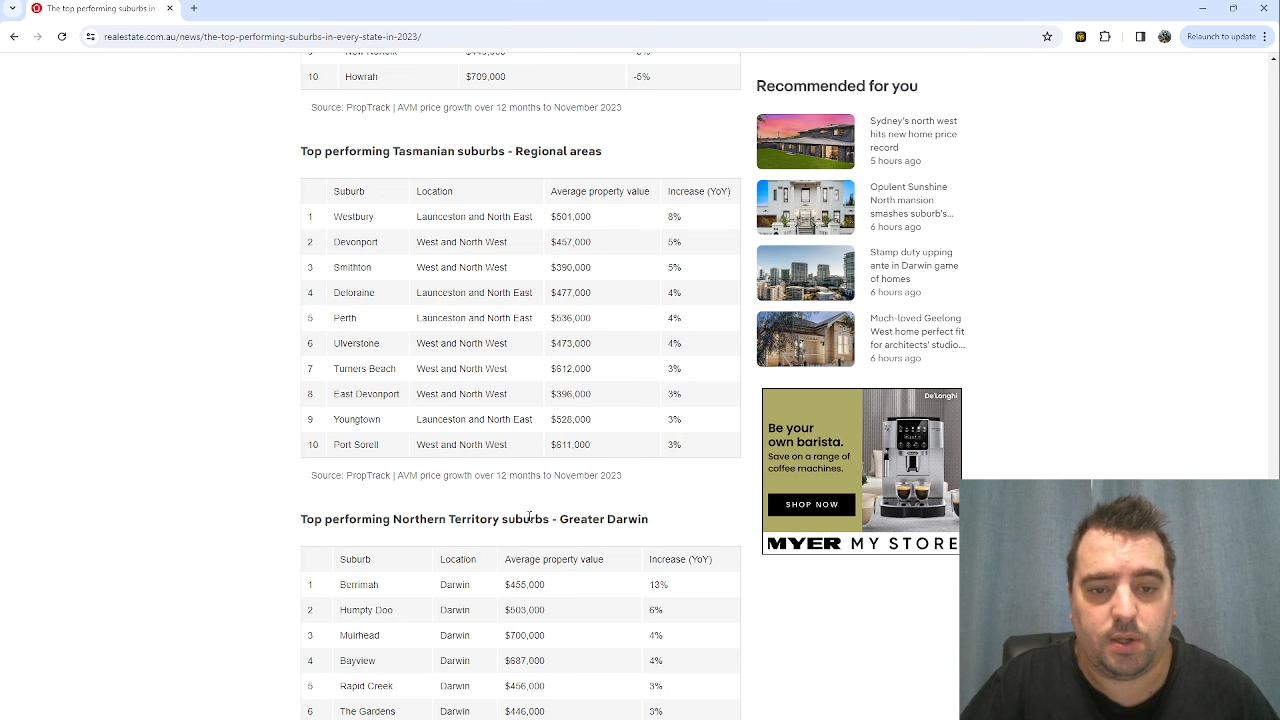 The top performing suburbs in
realestate.com.au/news/the-top-performing-suburbs-in-every-state-in-2023/
Relaunch to update
10 Howrah $709,000 -5%
Source: PropTrack | AVM price growth over 12 months to November 2023
Top performing Tasmanian suburbs - Regional areas
Suburb Location Average property value Increase (YoY)
1 Westbury Launceston and North East $501,000 8%
2 Somerset West and North West $457,000 5%
3 Smithton West and North West $390,000 5%
4 Deloraine Launceston and North East 4%
5 Perth Launceston and North East $536,000 4%
6 Ulverstone West and North West $473,000 4%
7 Turners Beach West and North West $612,000 3%
8 East Devonport West and North West $396,000 3%
9 Youngtown Launceston and North East $528,000 3%
10 Port Sorell West and North West $611,000 3%
Source: PropTrack | AVM price growth over 12 months to November 2023
Top performing Northern Territory suburbs - Greater Darwin
Suburb Location Average property value Increase (YoY)
1 Berrimah Darwin $455,000 13%
2 Humpty Doo Darwin $503,000 6%
3 Muirhead Darwin $700,000 4%
4 Bayview Darwin $687,000 4%
5 Rapid Creek Darwin $456,000 3%
6 The Gardens Darwin $446,000 3%
Recommended for you
Sydney's north west
hits new home price
record
5 hours ago
Opulent Sunshine
North mansion
smashes suburb's...
6 hours ago
Stamp duty upping
ante in Darwin game
of homes
6 hours ago
Much-loved Geelong
West home perfect fit
for architects' studio...
6 hours ago
De'Longhi
Be your
own barista.
Save on a range of
coffee machines.
SHOP NOW
MYER MY STORE